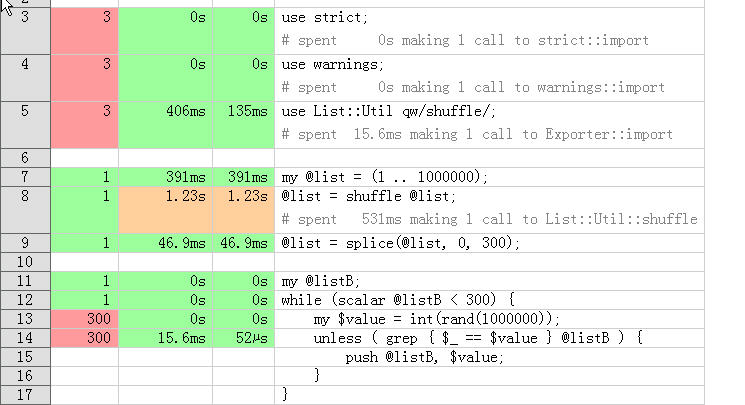 3 3 0s 0s use strict;
# spent 0s making 1 call to strict::import
4 3 0s 0s use warnings;
# spent 0s making 1 call to warnings::import
5 3 406ms 135ms use List::Util qw/shuffle/;
# spent 15.6ms making 1 call to Exporter::import
6
7 1 391ms 391ms my @list = (1 .. 1000000);
8 1 1.23s 1.23s @list = shuffle @list;
# spent 531ms making 1 call to List::Util::shuffle
9 1 46.9ms 46.9ms @list = splice(@list, 0, 300);
10
11 1 0s 0s my @listB;
12 1 0s 0s while (scalar @listB < 300) {
13 300 0s 0s my $value = int(rand(1000000));
14 300 15.6ms 52µs unless ( grep { $_ == $value } @listB ) {
15 push @listB, $value;
16 }
17 }